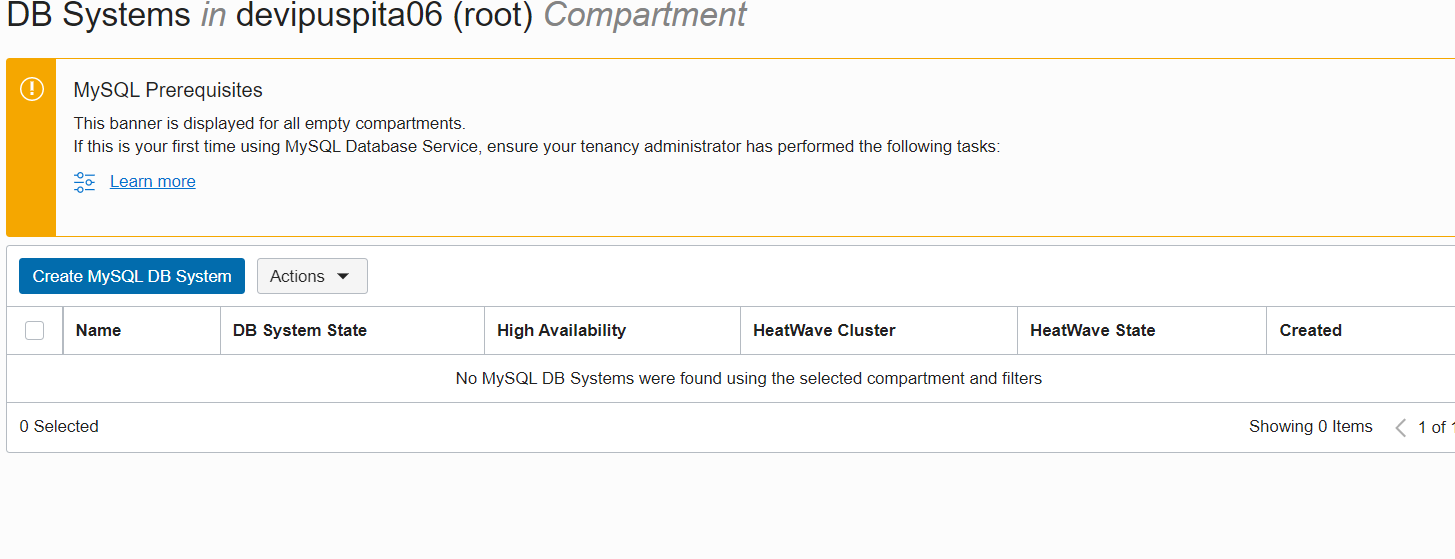 DB Systems in devipuspita06 (root) Compartment
MySQL Prerequisites
This banner is displayed for all empty compartments.
If this is your first time using MySQL Database Service, ensure your tenancy administrator has performed the following tasks:
Learn more
Create MySQL DB System Actions
Name DB System State High Availability HeatWave Cluster HeatWave State Created
No MySQL DB Systems were found using the selected compartment and filters
0 Selected Showing 0 Items 1 of